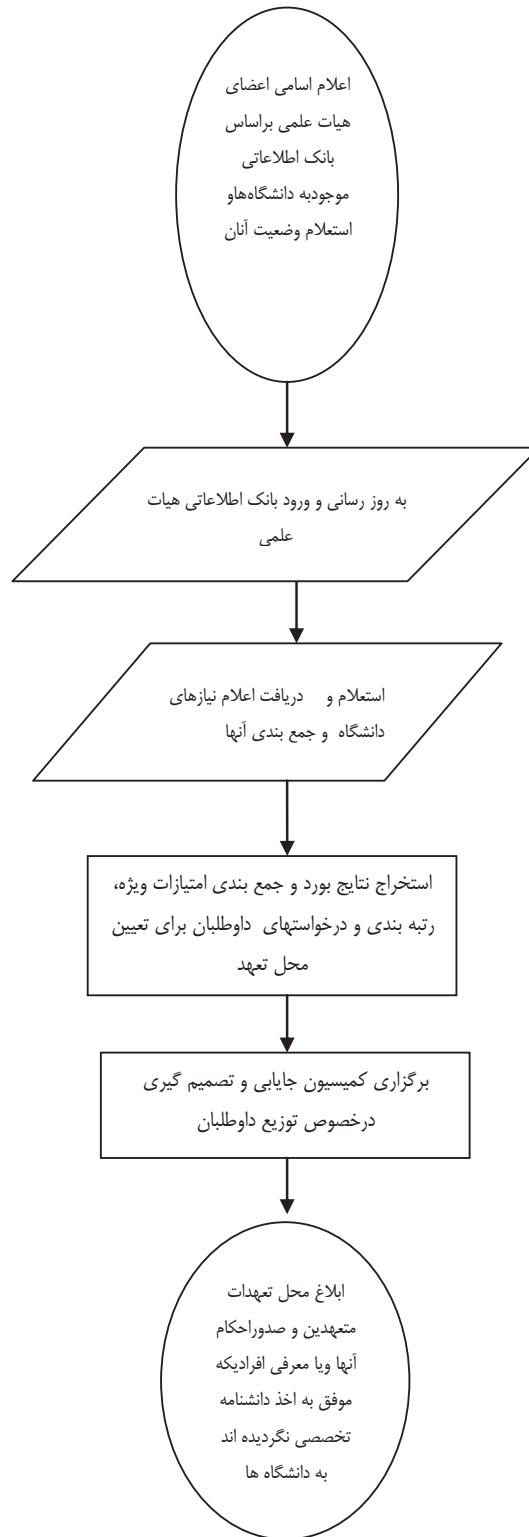 اعلام اسامی اعضای
هیات علمی براساس
بانک اطلاعاتی
موجودبه دانشگاه‌هاو
استعلام وضعیت آنان
به روز رسانی و ورود بانک اطلاعاتی هیات
علمی
استعلام و دریافت اعلام نیازهای
دانشگاه و جمع بندی آنها
استخراج نتایج بورد و جمع بندی امتیازات ویژه،
رتبه بندی و درخواستهای داوطلبان برای تعیین
محل تعهد
برگزاری کمیسیون جایابی و تصمیم گیری
درخصوص توزیع داوطلبان
ابلاغ محل تعهدات
متعهدین و صدوراحکام
آنها ویا معرفی افرادیکه
موفق به اخذ دانشنامه
تخصصی نگردیده اند
به دانشگاه ها